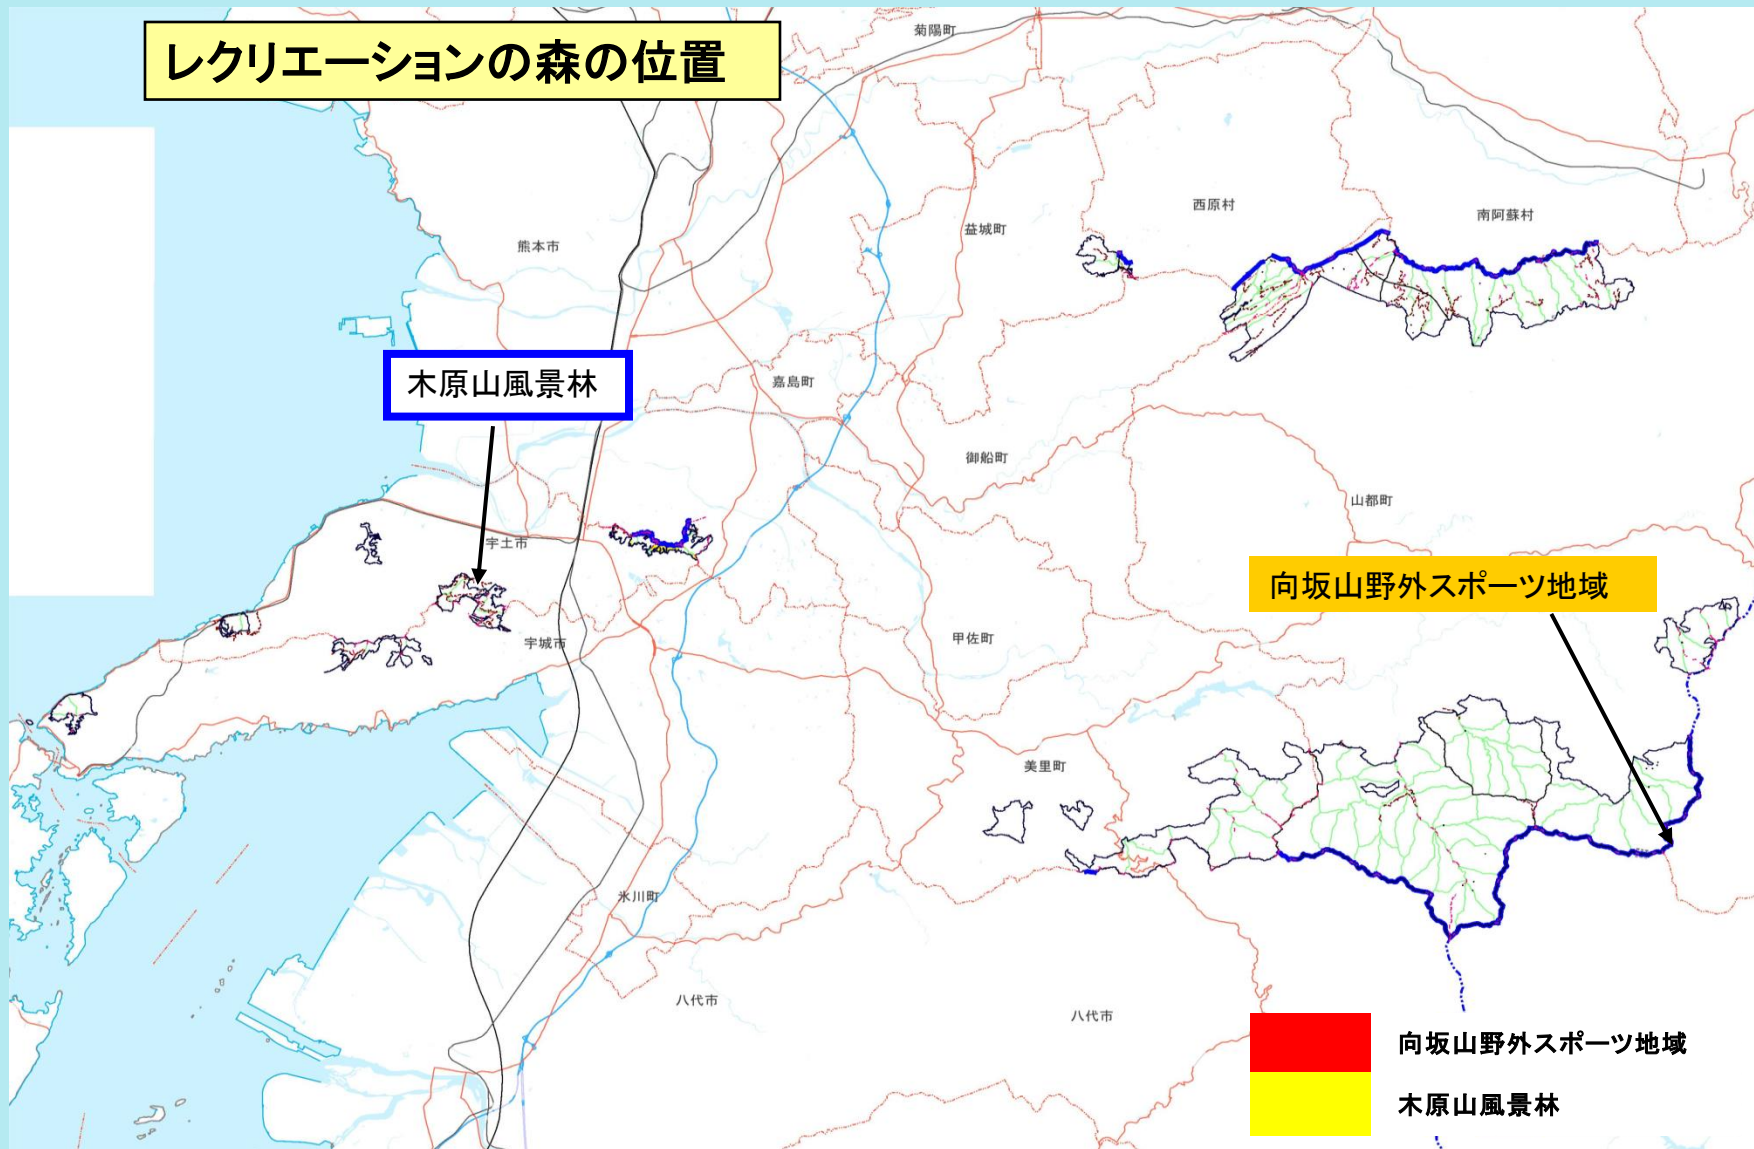 レクリエーションの森の位置
菊陽町
西原村
南阿蘇村
益城町
熊本市
木原山風景林
嘉島町
御船町
山都町
宇土市
向坂山野外スポーツ地域
宇城市
甲佐町
美里町
氷川町
八代市
八代市
向坂山野外スポーツ地域
木原山風景林